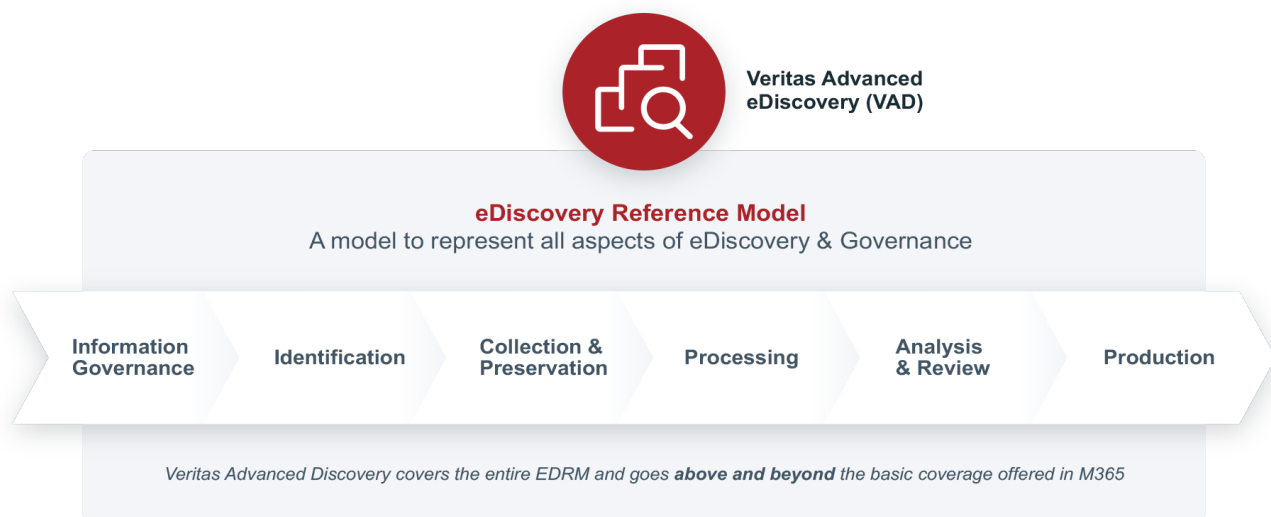 Veritas Advanced
eDiscovery (VAD)
eDiscovery Reference Model
A model to represent all aspects of eDiscovery & Governance
Information
Governance
Identification
Collection &
Preservation
Processing
Analysis
& Review
Production
Veritas Advanced Discovery covers the entire EDRM and goes above and beyond the basic coverage offered in M365